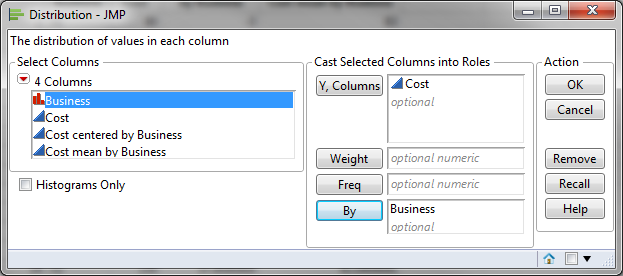 Distribution - JMP
The distribution of values in each column
Select Columns
4 Columns
Business
Cost
Cost centered by Business
Cost mean by Business
Histograms Only
Cast Selected Columns into Roles
Y, Columns
Cost
optional
Weight
optional numeric
Freq
optional numeric
By
Business
optional
Action
OK
Cancel
Remove
Recall
Help